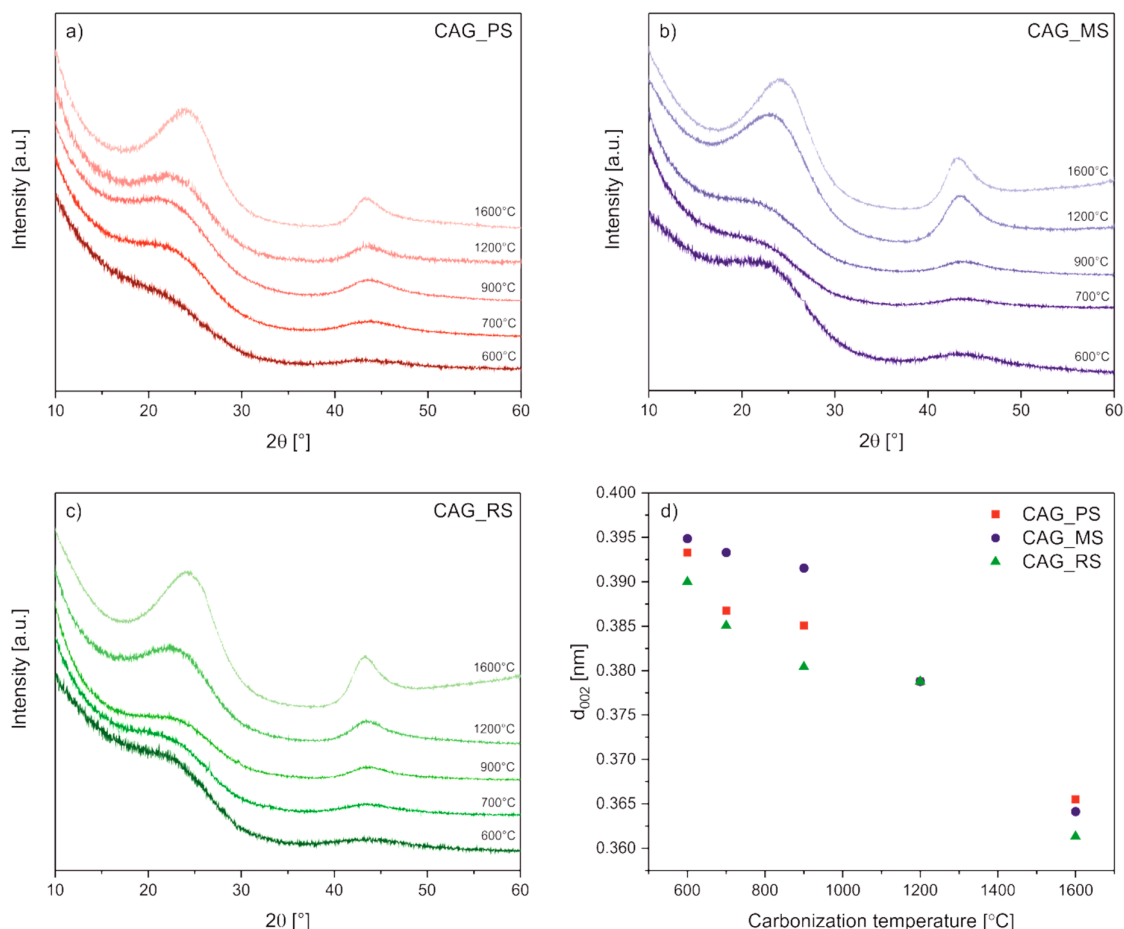 a)
CAG_PS
Intensity [a.u.]
1600°C
1200°C
900°C
700°C
600°C
10 20 30 40 50 60
2θ [°]
b)
CAG_MS
Intensity [a.u.]
1600°C
1200°C
900°C
700°C
600°C
10 20 30 40 50 60
2θ [°]
c)
CAG_RS
Intensity [a.u.]
1600°C
1200°C
900°C
700°C
600°C
10 20 30 40 50 60
2θ [°]
d)
CAG_PS
CAG_MS
CAG_RS
d002 [nm]
0.400
0.395
0.390
0.385
0.380
0.375
0.370
0.365
0.360
600 800 1000 1200 1400 1600
Carbonization temperature [°C]